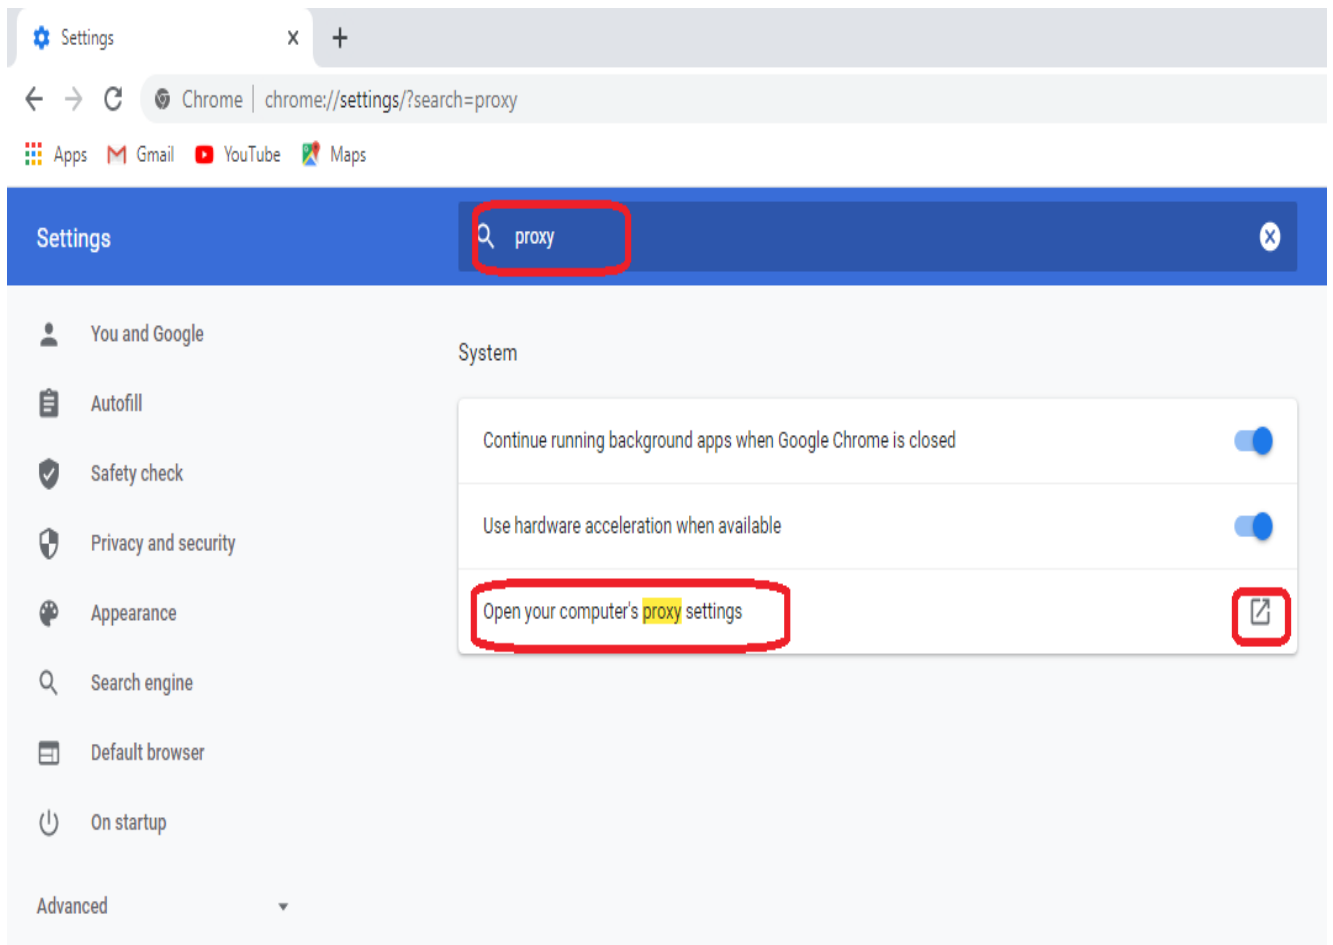 Settings
Chrome chrome://settings/?search=proxy
Apps Gmail YouTube Maps
Settings
proxy
You and Google
Autofill
Safety check
Privacy and security
Appearance
Search engine
Default browser
On startup
Advanced
System
Continue running background apps when Google Chrome is closed
Use hardware acceleration when available
Open your computer's proxy settings